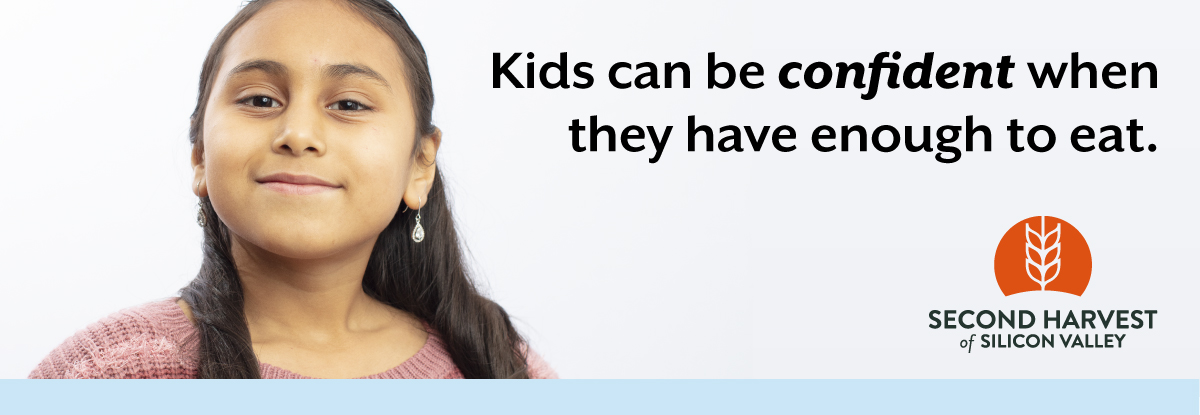 Kids can be confident when
they have enough to eat.
SECOND HARVEST
of SILICON VALLEY